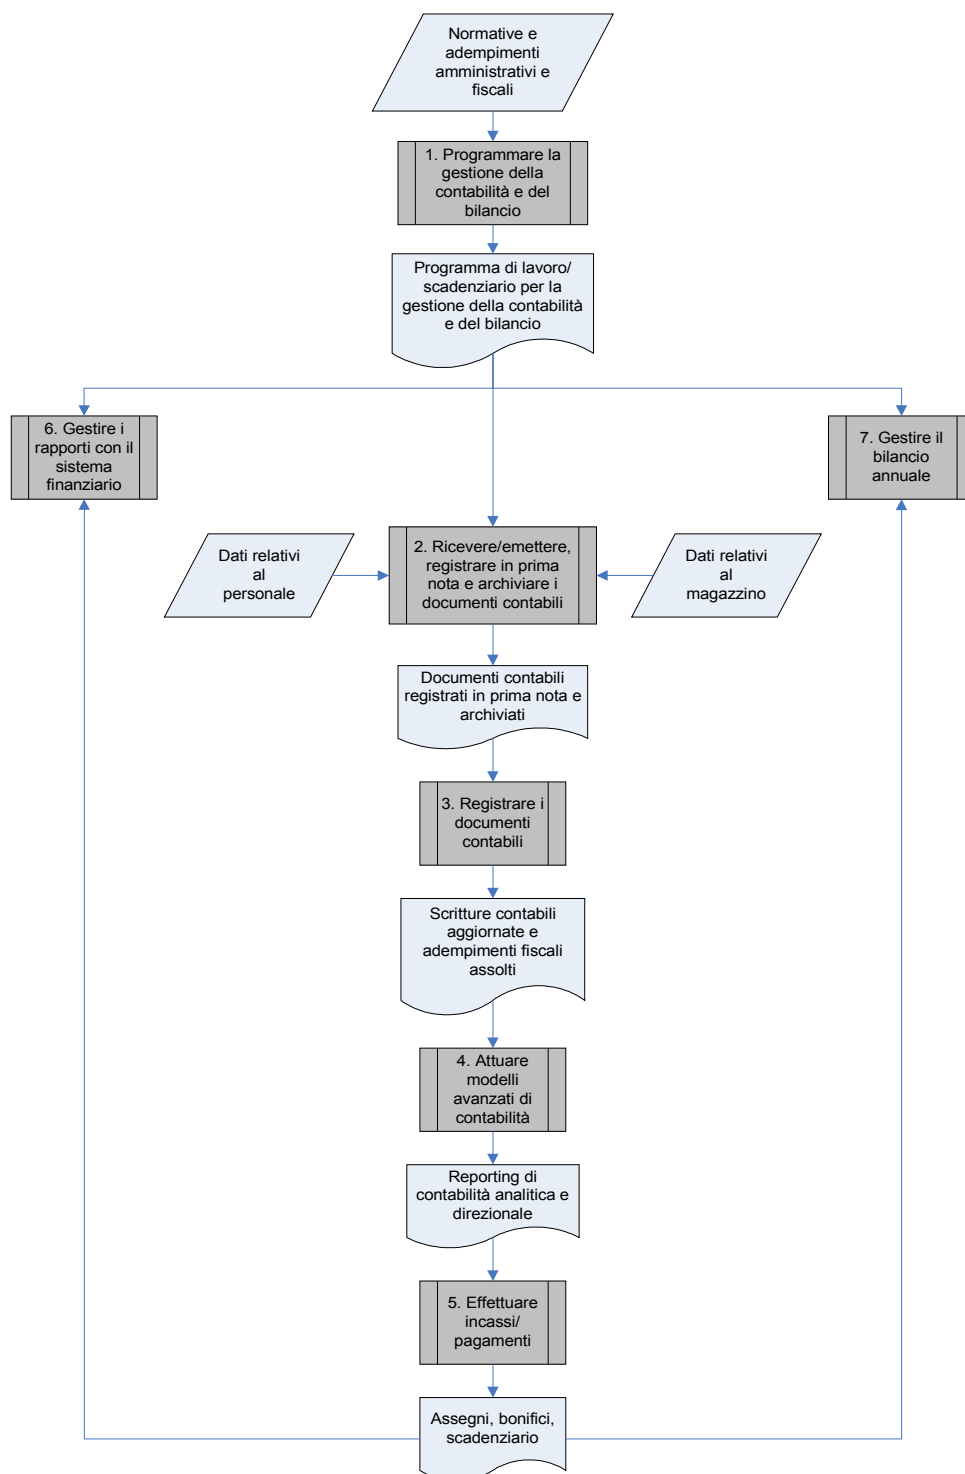 Normative e
adempimenti
amministrativi e
fiscali
1. Programmare la
gestione della
contabilità e del
bilancio
Programma di lavoro/
scadenziario per la
gestione della contabilità
e del bilancio
6. Gestire i
rapporti con il
sistema
finanziario
7. Gestire il
bilancio
annuale
Dati relativi
al
personale
2. Ricevere/emettere,
registrare in prima
nota e archiviare i
documenti contabili
Dati relativi
al
magazzino
Documenti contabili
registrati in prima nota e
archiviati
3. Registrare i
documenti
contabili
Scritture contabili
aggiornate e
adempimenti fiscali
assolti
4. Attuare
modelli
avanzati di
contabilità
Reporting di
contabilità analitica e
direzionale
5. Effettuare
incassi/
pagamenti
Assegni, bonifici,
scadenziario